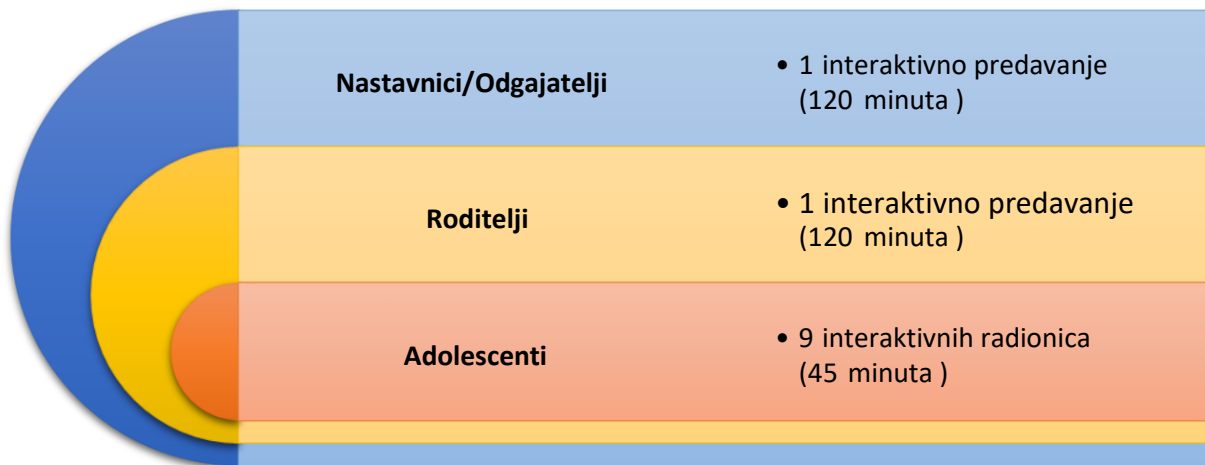 Nastavnici/Odgajatelji
• 1 interaktivno predavanje
(120 minuta )
Roditelji
• 1 interaktivno predavanje
(120 minuta )
Adolescenti
• 9 interaktivnih radionica
(45 minuta )